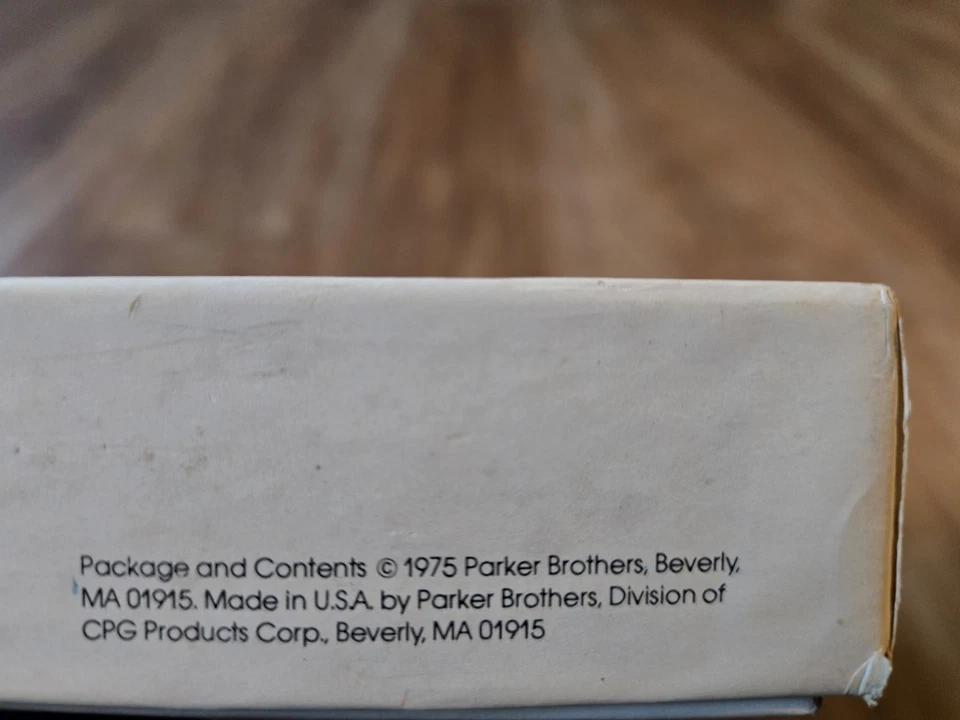 Package and Contents © 1975 Parker Brothers, Beverly,
MA 01915. Made in U.S.A. by Parker Brothers, Division of
CPG Products Corp., Beverly, MA 01915